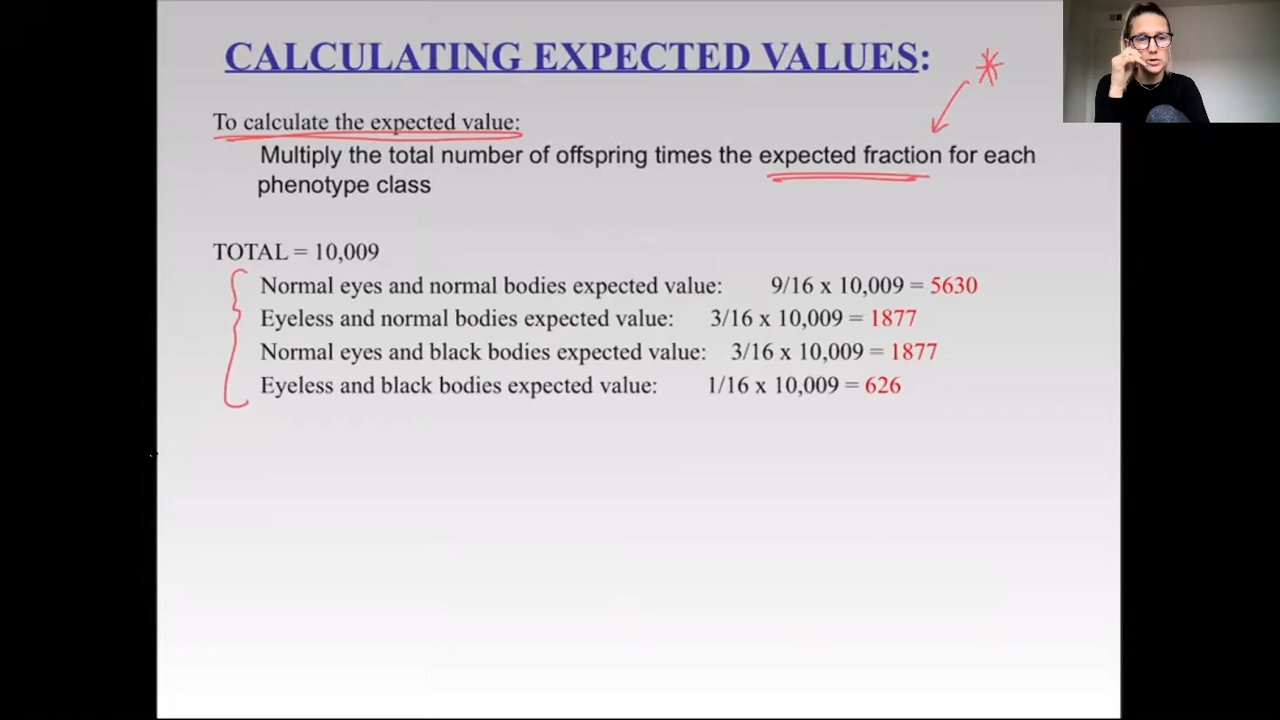 CALCULATING EXPECTED VALUES:
To calculate the expected value:
Multiply the total number of offspring times the expected fraction for each
phenotype class
TOTAL = 10,009
Normal eyes and normal bodies expected value: 9/16 x 10,009 = 5630
Eyeless and normal bodies expected value: 3/16 x 10,009 = 1877
Normal eyes and black bodies expected value: 3/16 x 10,009 = 1877
Eyeless and black bodies expected value: 1/16 x 10,009 = 626